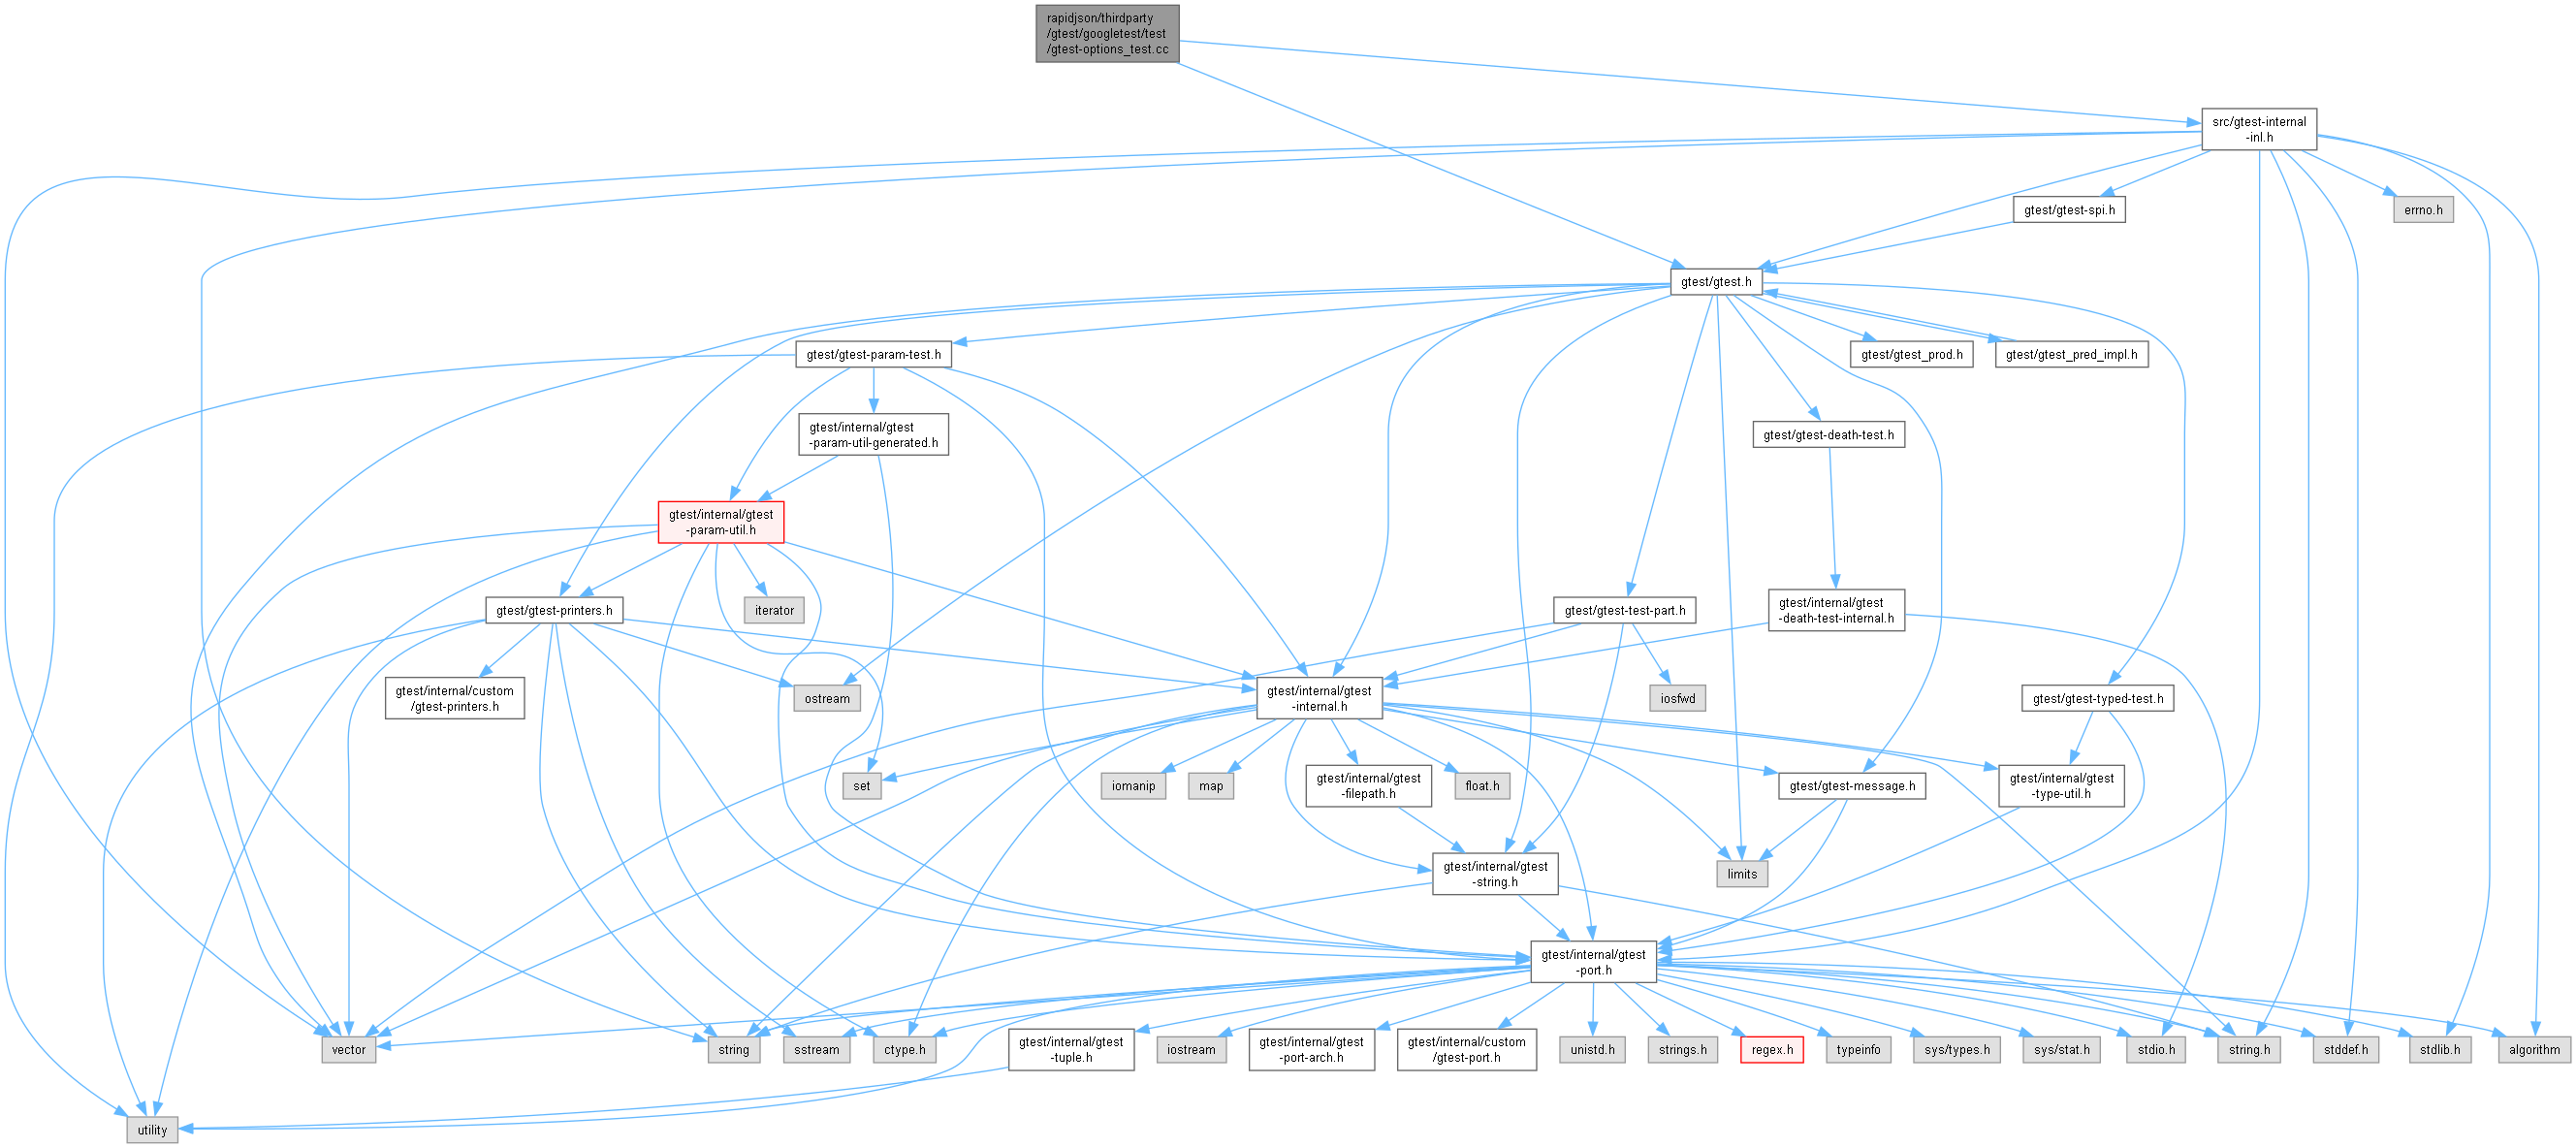 rapidjson/thirdparty
/gtest/googletest/test
/gtest-options_test.cc
src/gtest-internal
-inl.h
gtest/gtest-spi.h
errno.h
gtest/gtest.h
gtest/gtest-param-test.h
gtest/gtest_prod.h
gtest/gtest_pred_impl.h
gtest/internal/gtest
-param-util-generated.h
gtest/gtest-death-test.h
gtest/internal/gtest
-param-util.h
gtest/gtest-printers.h
iterator
gtest/gtest-test-part.h
gtest/internal/gtest
-death-test-internal.h
gtest/internal/custom
/gtest-printers.h
ostream
gtest/internal/gtest
-internal.h
iosfwd
gtest/gtest-typed-test.h
set
iomanip
map
gtest/internal/gtest
-filepath.h
float.h
gtest/gtest-message.h
gtest/internal/gtest
-type-util.h
gtest/internal/gtest
-string.h
limits
gtest/internal/gtest
-port.h
vector
string
sstream
ctype.h
gtest/internal/gtest
-tuple.h
iostream
gtest/internal/gtest
-port-arch.h
gtest/internal/custom
/gtest-port.h
unistd.h
strings.h
regex.h
typeinfo
sys/types.h
sys/stat.h
stdio.h
string.h
stddef.h
stdlib.h
algorithm
utility